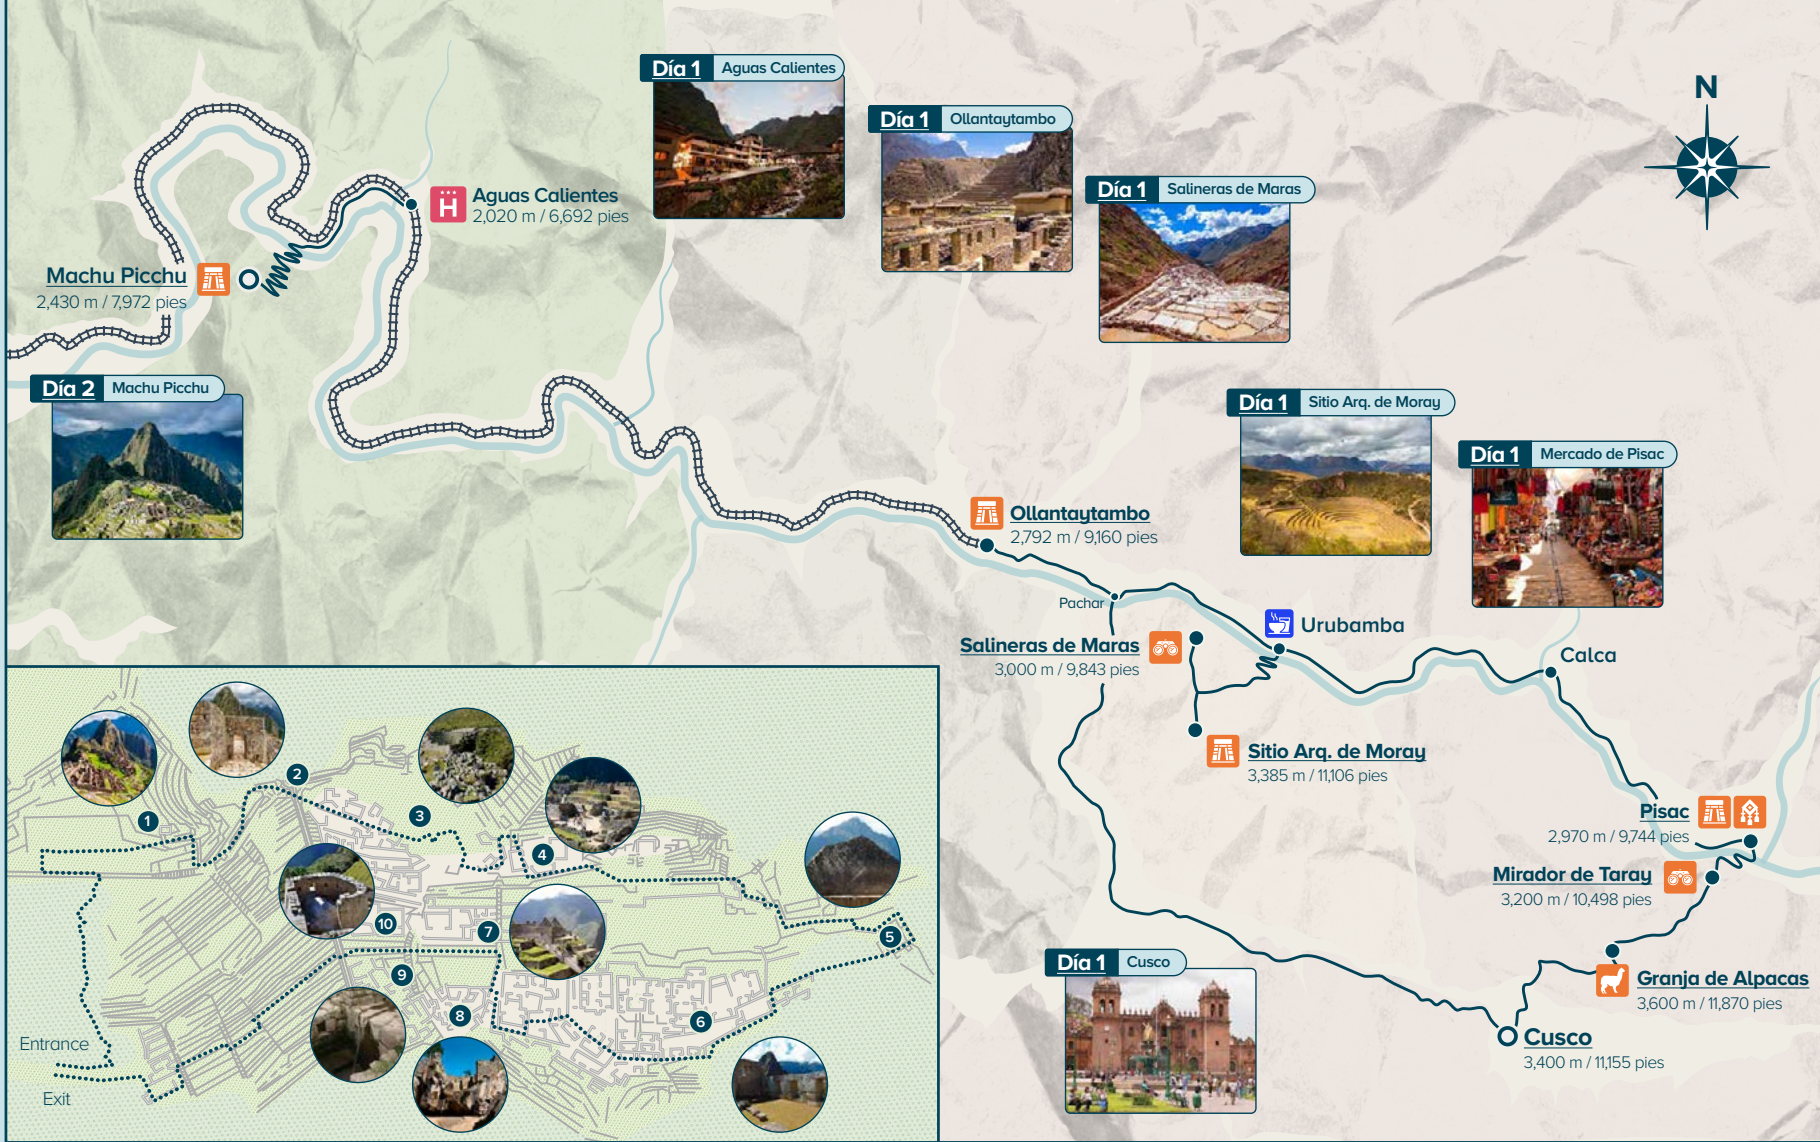 N
Día 1 Aguas Calientes
Día 1 Ollantaytambo
Día 1 Salineras de Maras
H
Aguas Calientes
2,020 m / 6,692 pies
Machu Picchu
2,430 m / 7,972 pies
Día 2 Machu Picchu
Día 1 Sitio Arq. de Moray
Día 1 Mercado de Pisac
Ollantaytambo
2,792 m / 9,160 pies
Pachar
Urubamba
Salineras de Maras
3,000 m / 9,843 pies
Calca
Sitio Arq. de Moray
3,385 m / 11,106 pies
Pisac
2,970 m / 9,744 pies
Mirador de Taray
3,200 m / 10,498 pies
Día 1 Cusco
Granja de Alpacas
3,600 m / 11,870 pies
Cusco
3,400 m / 11,155 pies
1
2
3
4
5
6
7
8
9
10
Entrance
Exit